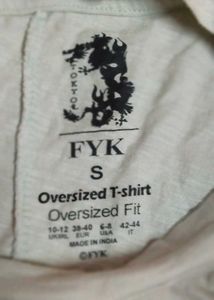 TOKYO
FYK
S
Oversized T-shirt
Oversized Fit
10-12 38-40 6-8 42-44
UK/IRL EUR USA IT
MADE IN INDIA
©FYK